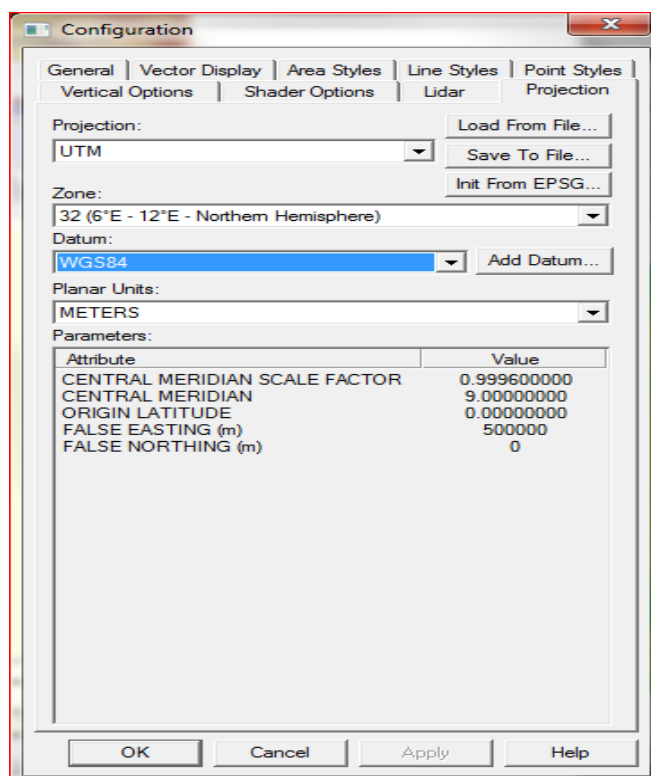 Configuration
General Vector Display Area Styles Line Styles Point Styles
Vertical Options Shader Options Lidar Projection
Projection: Load From File...
UTM Save To File...
Init From EPSG...
Zone:
32 (6°E - 12°E - Northern Hemisphere)
Datum:
WGS84 Add Datum...
Planar Units:
METERS
Parameters:
Attribute Value
CENTRAL MERIDIAN SCALE FACTOR 0.999600000
CENTRAL MERIDIAN 9.00000000
ORIGIN LATITUDE 0.00000000
FALSE EASTING (m) 500000
FALSE NORTHING (m) 0
OK Cancel Apply Help